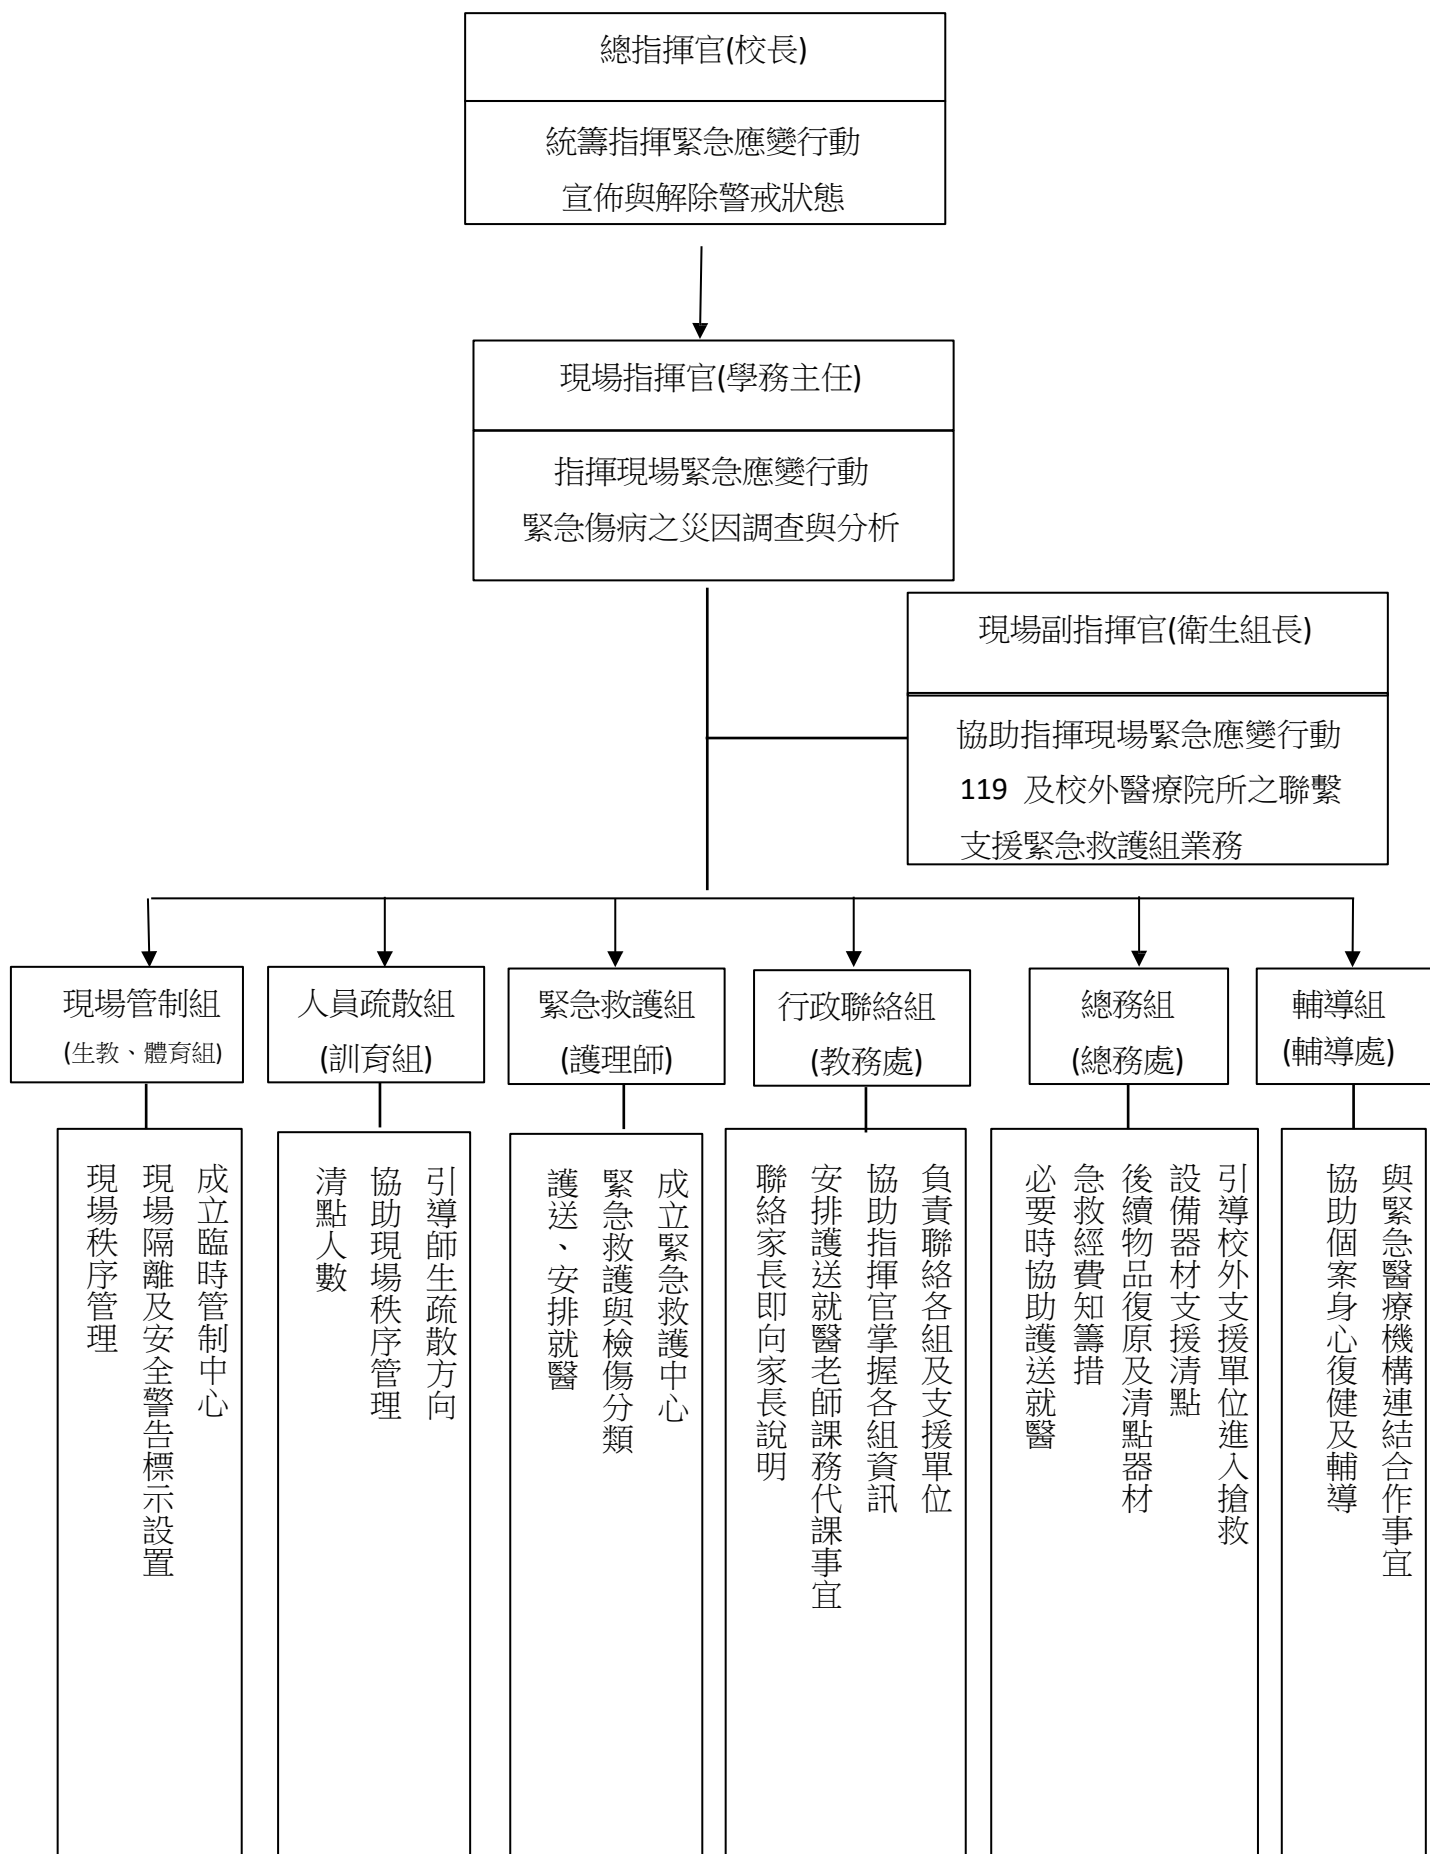 總指揮官(校長)
統籌指揮緊急應變行動
宣佈與解除警戒狀態
現場指揮官(學務主任)
指揮現場緊急應變行動
緊急傷病之災因調查與分析
現場副指揮官(衛生組長)
協助指揮現場緊急應變行動
119 及校外醫療院所之聯繫
支援緊急救護組業務
現場管制組
(生教、體育組)
人員疏散組
(訓育組)
緊急救護組
(護理師)
行政聯絡組
(教務處)
總務組
(總務處)
輔導組
(輔導處)
成立臨時管制中心
現場隔離及安全警告標示設置
現場秩序管理
引導師生疏散方向
協助現場秩序管理
清點人數
成立緊急救護中心
緊急救護與檢傷分類
護送、安排就醫
負責聯絡各組及支援單位
協助指揮官掌握各組資訊
安排護送就醫老師課務代課事宜
聯絡家長即向家長說明
引導校外支援單位進入搶救
設備器材支援清點
後續物品復原及清點器材
急救經費知籌措
必要時協助護送就醫
與緊急醫療機構連結合作事宜
協助個案身心復健及輔導